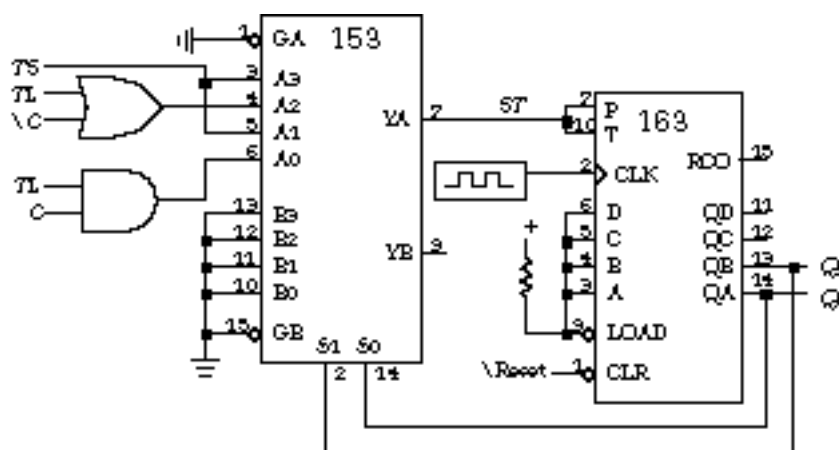 1 GA 153
TS 3 A3
TL 4 A2
\C 5 A1
6 A0
TL
C
13 B3
12 B2
11 B1
10 B0
15 GB
YA 7 ST
YB 9
S1 S0
2 14
7 P 163
10 T
RCO 15
2 CLK
6 D QD 11
5 C QC 12
4 B QB 13 Q
3 A QA 14 Q
+
9 LOAD
\Reset 1 CLR